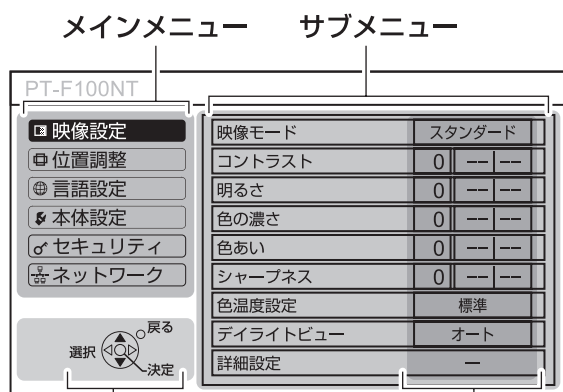 メインメニュー サブメニュー
PT-F100NT
映像設定
位置調整
言語設定
本体設定
セキュリティ
ネットワーク
戻る
選択
決定
映像モード スタンダード
コントラスト 0
明るさ 0
色の濃さ 0
色あい 0
シャープネス 0
色温度設定 標準
デイライトビュー オート
詳細設定 ー